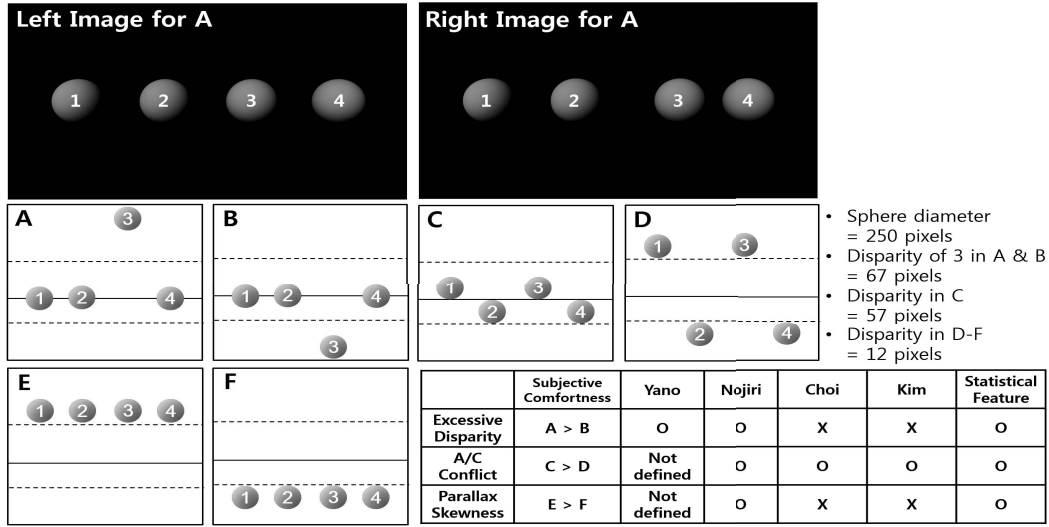 Left Image for A
1 2 3 4
Right Image for A
1 2 3 4
A
3
1 2 4
B
1 2 4
3
C
1 3
2 4
D
1 3
2 4
• Sphere diameter
= 250 pixels
• Disparity of 3 in A & B
= 67 pixels
• Disparity in C
= 57 pixels
• Disparity in D-F
= 12 pixels
E
1 2 3 4
F
1 2 3 4
Subjective Comfortness Yano Nojiri Choi Kim Statistical Feature
Excessive Disparity A > B O O X X O
A/C Conflict C > D Not defined O O O O
Parallax Skewness E > F Not defined O X X O